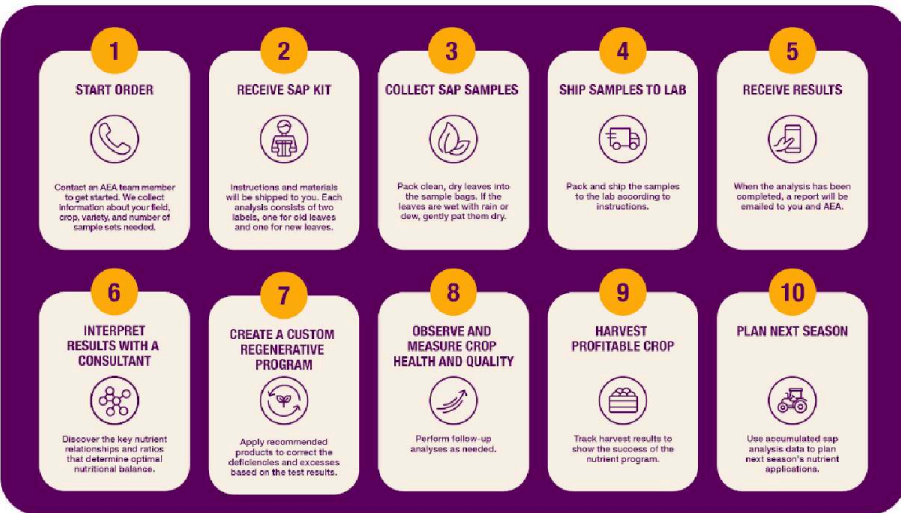 1
START ORDER
Contact an AEA team member
to get started. We collect
information about your field,
crop, variety, and number of
sample sets needed.
2
RECEIVE SAP KIT
Instructions and materials
will be shipped to you. Each
analysis consists of two
labels, one for old leaves
and one for new leaves.
3
COLLECT SAP SAMPLES
Pack clean, dry leaves into
the sample bags. If the
leaves are wet with rain or
dew, gently pat them dry.
4
SHIP SAMPLES TO LAB
Pack and ship the samples
to the lab according to
instructions.
5
RECEIVE RESULTS
When the analysis has been
completed, a report will be
emailed to you and AEA.
6
INTERPRET
RESULTS WITH A
CONSULTANT
Discover the key nutrient
relationships and ratios
that determine optimal
nutritional balance.
7
CREATE A CUSTOM
REGENERATIVE
PROGRAM
Apply recommended
products to correct the
deficiencies and excesses
based on the test results.
8
OBSERVE AND
MEASURE CROP
HEALTH AND QUALITY
Perform follow-up
analyses as needed.
9
HARVEST
PROFITABLE CROP
Track harvest results to
show the success of the
nutrient program.
10
PLAN NEXT SEASON
Use accumulated sap
analysis data to plan
next season's nutrient
applications.